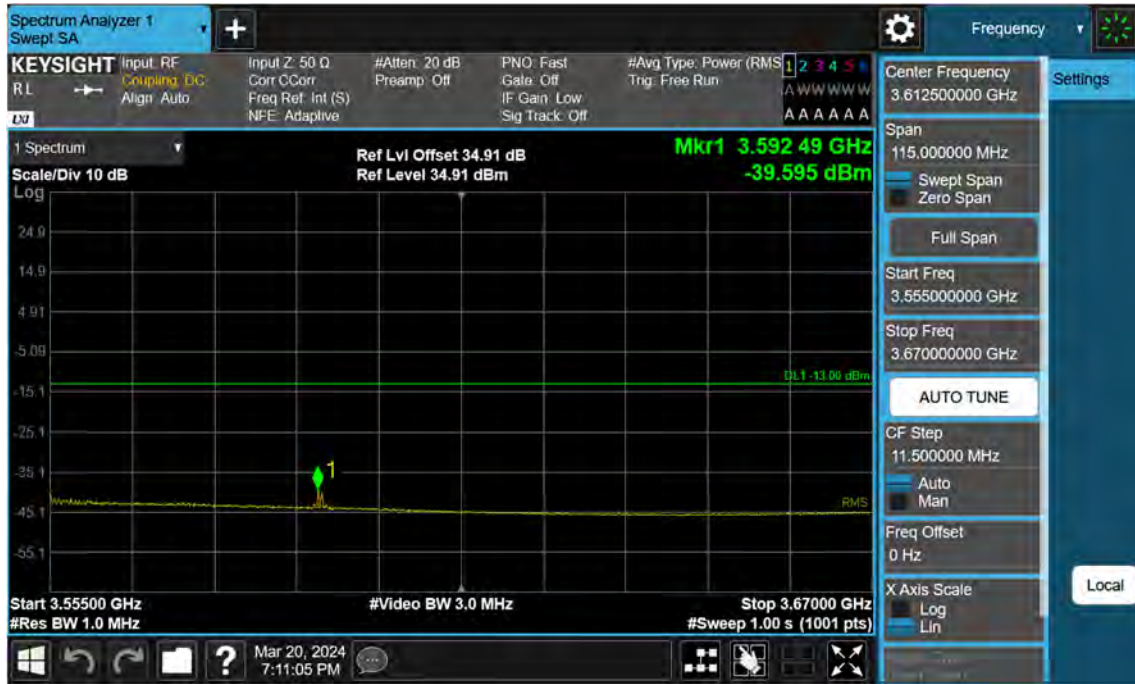 Spectrum Analyzer 1
Swept SA
Frequency
KEYSIGHT
RL
LXI
Input: RF
Coupling: DC
Align: Auto
Input Z: 50 Ω
Corr CCorr
Freq Ref: Int (S)
NFE: Adaptive
#Atten: 20 dB
Preamp: Off
PNO: Fast
Gate: Off
IF Gain: Low
Sig Track: Off
#Avg Type: Power (RMS
Trig: Free Run
1 2 3 4 5 6
A W W W W W
A A A A A A
Center Frequency
3.612500000 GHz
Settings
1 Spectrum
Scale/Div 10 dB
Ref Lvl Offset 34.91 dB
Ref Level 34.91 dBm
Mkr1 3.592 49 GHz
-39.595 dBm
Log
24.9
14.9
4.91
-5.09
-15.1
-25.1
-35.1
-45.1
-55.1
DL1 -13.00 dBm
1
RMS
Start 3.55500 GHz
#Res BW 1.0 MHz
#Video BW 3.0 MHz
Stop 3.67000 GHz
#Sweep 1.00 s (1001 pts)
Span
115.000000 MHz
Swept Span
Zero Span
Full Span
Start Freq
3.555000000 GHz
Stop Freq
3.670000000 GHz
AUTO TUNE
CF Step
11.500000 MHz
Auto
Man
Freq Offset
0 Hz
X Axis Scale
Log
Lin
Local
?
Mar 20, 2024
7:11:05 PM